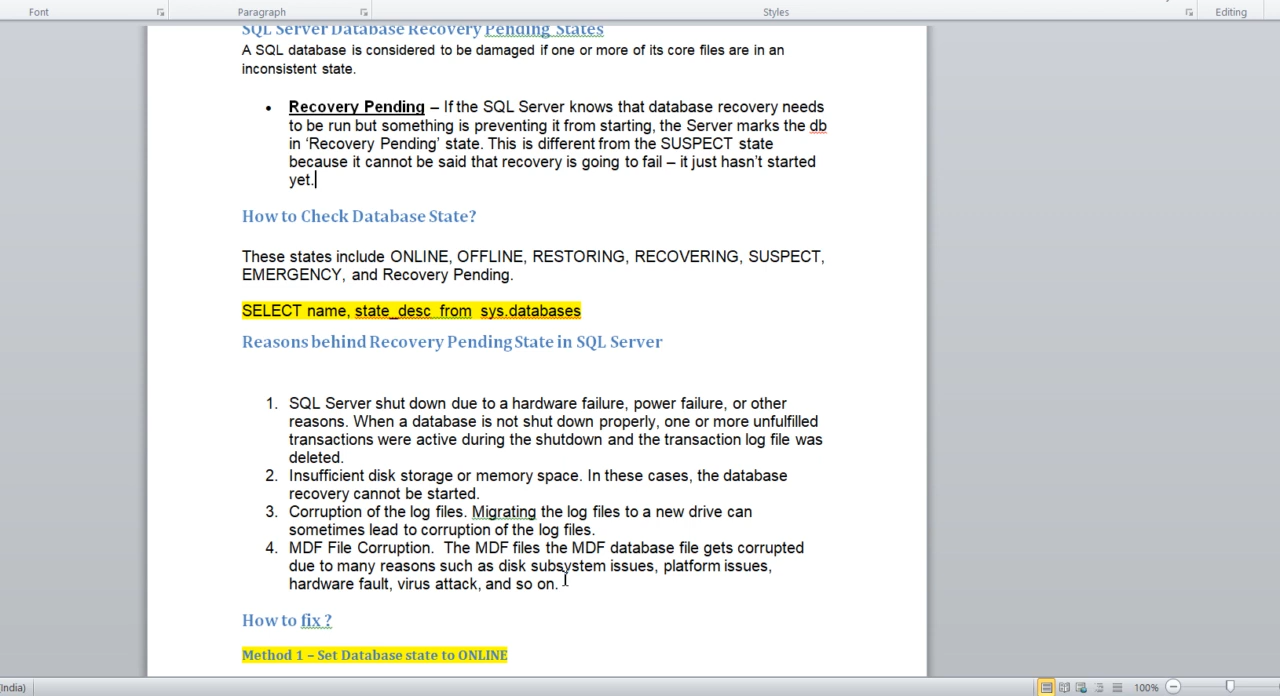 Font
Paragraph
Styles
Editing
SQL Server Database Recovery Pending States
A SQL database is considered to be damaged if one or more of its core files are in an
inconsistent state.
• Recovery Pending – If the SQL Server knows that database recovery needs
to be run but something is preventing it from starting, the Server marks the db
in ‘Recovery Pending’ state. This is different from the SUSPECT state
because it cannot be said that recovery is going to fail – it just hasn’t started
yet.
How to Check Database State?
These states include ONLINE, OFFLINE, RESTORING, RECOVERING, SUSPECT,
EMERGENCY, and Recovery Pending.
SELECT name, state_desc from sys.databases
Reasons behind Recovery Pending State in SQL Server
1. SQL Server shut down due to a hardware failure, power failure, or other
reasons. When a database is not shut down properly, one or more unfulfilled
transactions were active during the shutdown and the transaction log file was
deleted.
2. Insufficient disk storage or memory space. In these cases, the database
recovery cannot be started.
3. Corruption of the log files. Migrating the log files to a new drive can
sometimes lead to corruption of the log files.
4. MDF File Corruption. The MDF files the MDF database file gets corrupted
due to many reasons such as disk subsystem issues, platform issues,
hardware fault, virus attack, and so on.
How to fix ?
Method 1 – Set Database state to ONLINE
(India)
100%